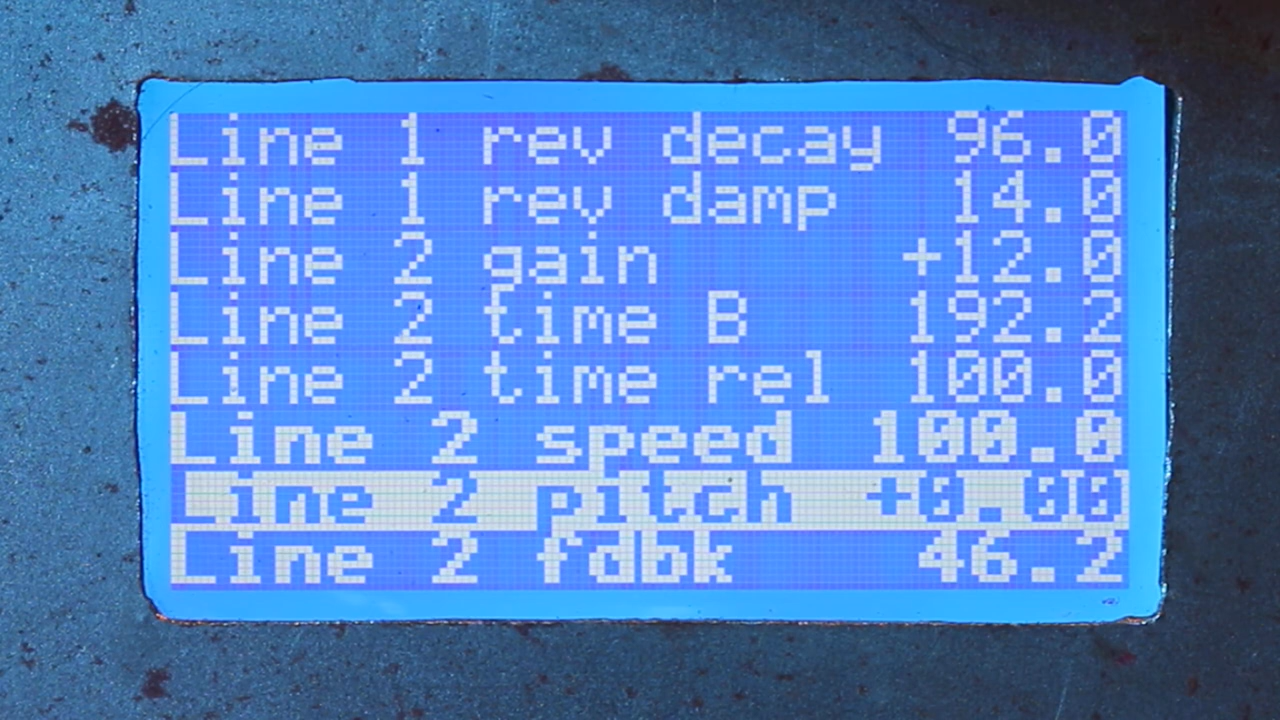 Line 1 rev decay 96.0
Line 1 rev damp 14.0
Line 2 gain +12.0
Line 2 time B 192.2
Line 2 time rel 100.0
Line 2 speed 100.0
Line 2 pitch +0.00
Line 2 fdbk 46.2